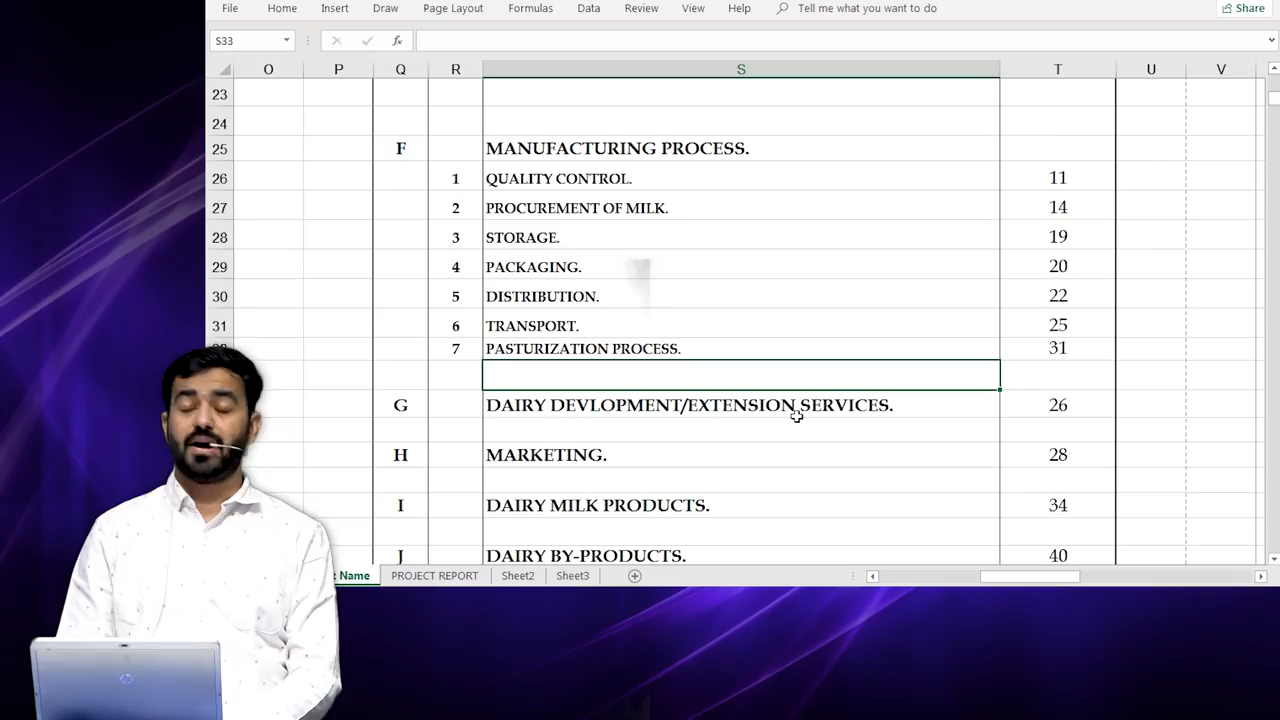 File Home Insert Draw Page Layout Formulas Data Review View Help Tell me what you want to do Share
S33 fx
O P Q R S T U V
23
24
25 F MANUFACTURING PROCESS.
26 1 QUALITY CONTROL. 11
27 2 PROCUREMENT OF MILK. 14
28 3 STORAGE. 19
29 4 PACKAGING. 20
30 5 DISTRIBUTION. 22
31 6 TRANSPORT. 25
7 PASTURIZATION PROCESS. 31
G DAIRY DEVLOPMENT/EXTENSION SERVICES. 26
H MARKETING. 28
I DAIRY MILK PRODUCTS. 34
J DAIRY BY-PRODUCTS. 40
Name PROJECT REPORT Sheet2 Sheet3
hp